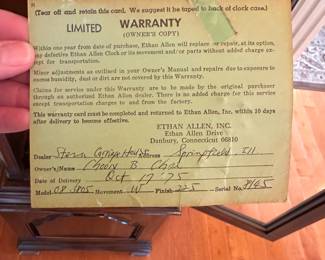 (Tear off and retain this card. We suggest it be taped to back of clock case.)
LIMITED WARRANTY
(OWNER'S COPY)
Within one year from date of purchase, Ethan Allen will replace or repair, at its option,
any defective Ethan Allen Clock or its movement and/or parts without added charge except
for transportation.
Minor adjustments as outlined in your Owner's Manual and repairs due to exposure to
excess humidity, dust or dirt are not covered by this Warranty.
Claims for service under this Warranty are to be made by the original purchaser
through an authorized Ethan Allen dealer. There is no added charge for this service
except transportation charges to and from the factory.
This warranty card must be completed and returned to Ethan Allen, Inc. within 10 days
after delivery to become effective.
ETHAN ALLEN, INC.
Ethan Allen Drive
Danbury, Connecticut 06810
Dealer Stern Carriage House Address Springfield Ill
Owner's Name B
Date of Delivery Oct 17 '75
Model 08 Movement W Finish 225 Serial No.